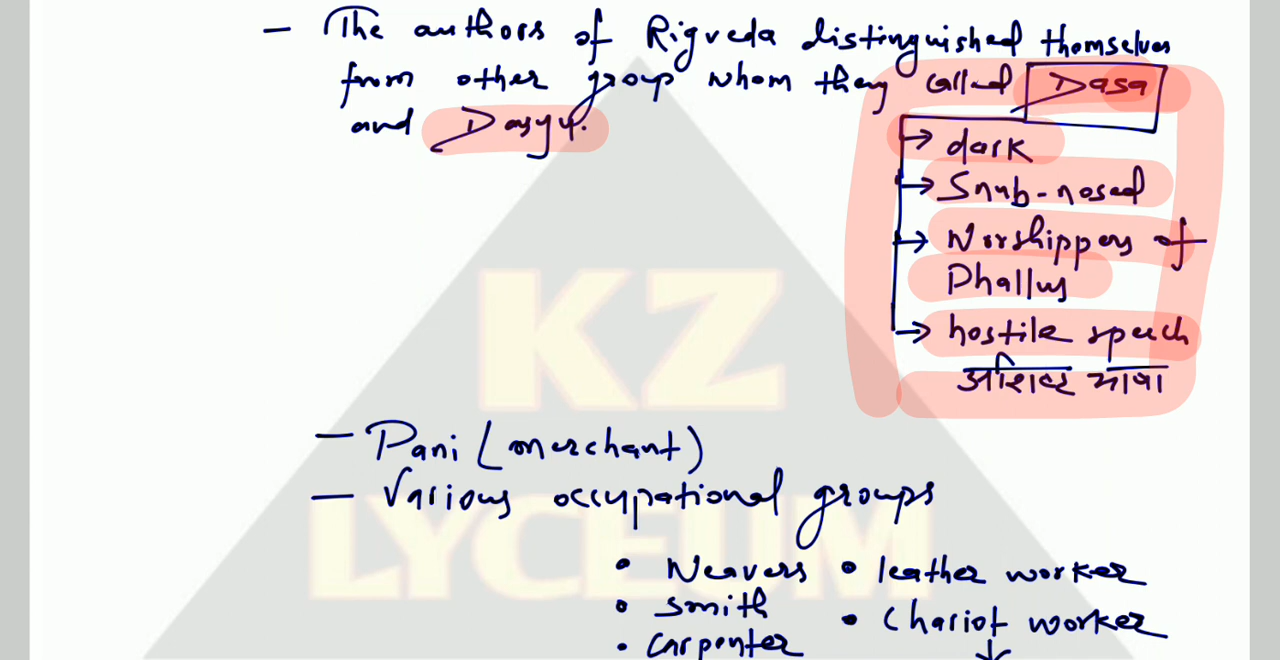 - The authors of Rigveda distinguished themselves
from other group whom they called Dasa
and Dasyu.
→ dark
→ Snub-nosed
→ Worshippers of
Phallus
→ hostile speech
अशिष्ट भाषा
KZ
- Pani (merchant)
- Various occupational groups
LYCEUM
• Weavers • leather worker
• Smith • Chariot worker
• Carpenter ↓